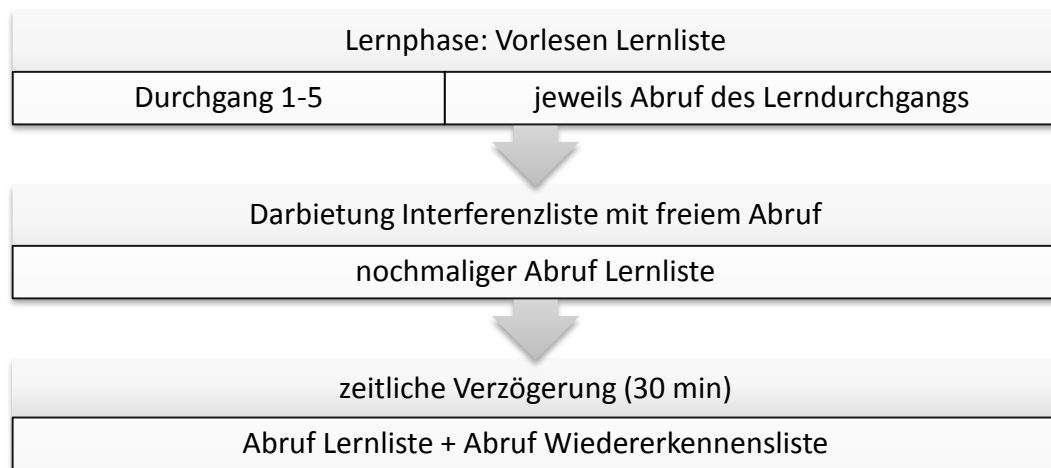 Lernphase: Vorlesen Lernliste
Durchgang 1-5
jeweils Abruf des Lerndurchgangs
Darbietung Interferenzliste mit freiem Abruf
nochmaliger Abruf Lernliste
zeitliche Verzögerung (30 min)
Abruf Lernliste + Abruf Wiedererkennensliste